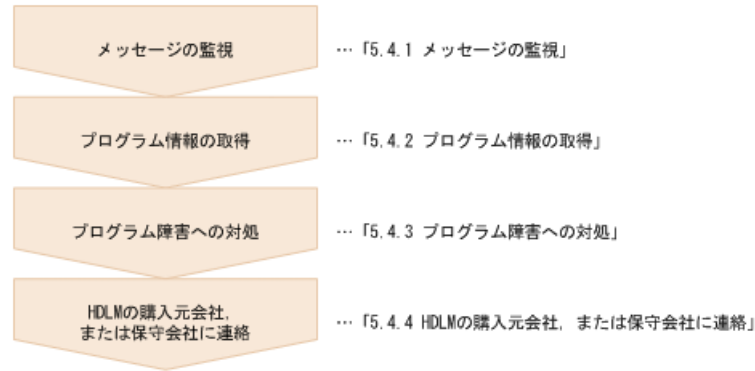 メッセージの監視 … 「5.4.1 メッセージの監視」
プログラム情報の取得 … 「5.4.2 プログラム情報の取得」
プログラム障害への対処 … 「5.4.3 プログラム障害への対処」
HDLMの購入元会社,
または保守会社に連絡 … 「5.4.4 HDLMの購入元会社, または保守会社に連絡」